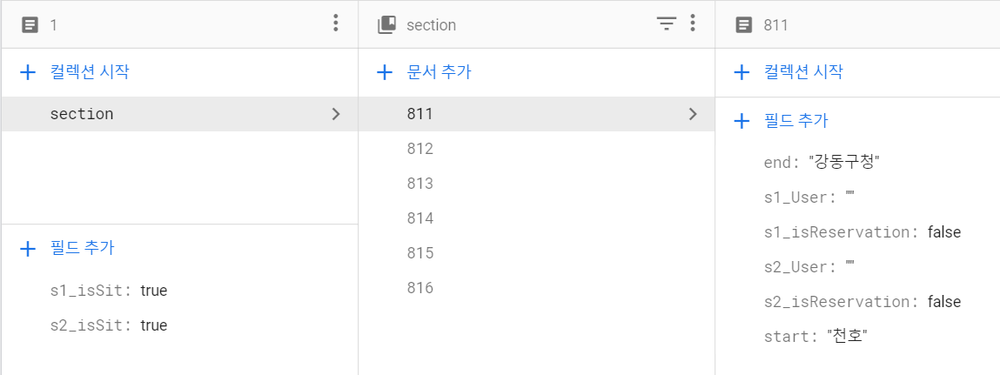 1
컬렉션 시작
section
필드 추가
s1_isSit: true
s2_isSit: true
section
문서 추가
811
812
813
814
815
816
811
컬렉션 시작
필드 추가
end: "강동구청"
s1_User: ""
s1_isReservation: false
s2_User: ""
s2_isReservation: false
start: "천호"